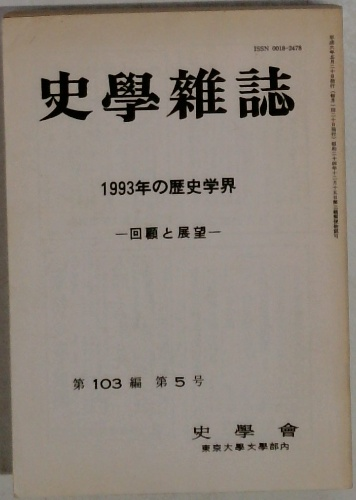 ISSN 0018-2478
史學雜誌
1993年の歴史学界
―回顧と展望―
第 103 編 第 5 号
史學會
東京大學文學部內